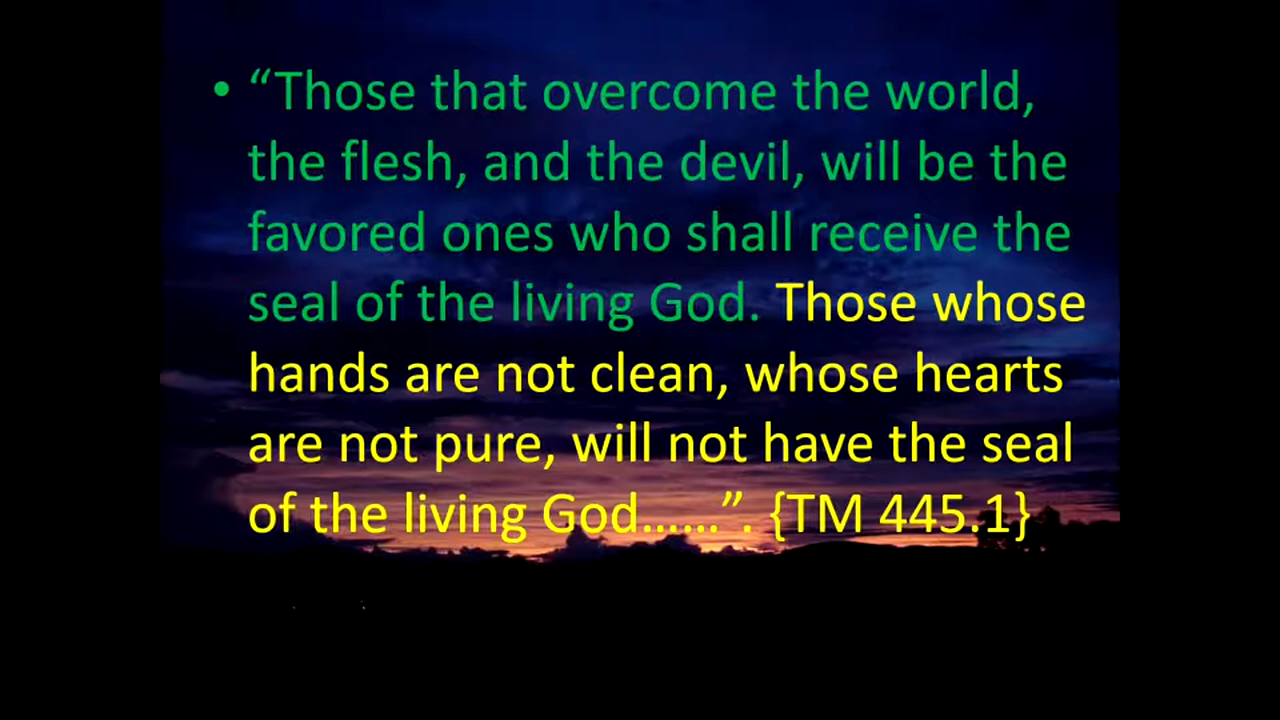 • “Those that overcome the world,
the flesh, and the devil, will be the
favored ones who shall receive the
seal of the living God. Those whose
hands are not clean, whose hearts
are not pure, will not have the seal
of the living God......”. {TM 445.1}